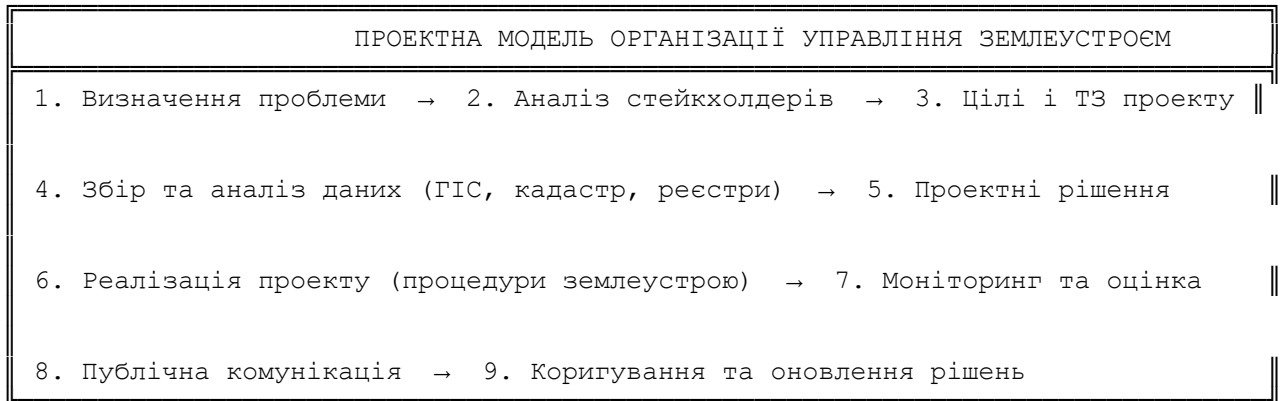 ПРОЕКТНА МОДЕЛЬ ОРГАНІЗАЦІЇ УПРАВЛІННЯ ЗЕМЛЕУСТРОЄМ
1. Визначення проблеми → 2. Аналіз стейкхолдерів → 3. Цілі і ТЗ проекту
4. Збір та аналіз даних (ГІС, кадастр, реєстри) → 5. Проектні рішення
6. Реалізація проекту (процедури землеустрою) → 7. Моніторинг та оцінка
8. Публічна комунікація → 9. Коригування та оновлення рішень